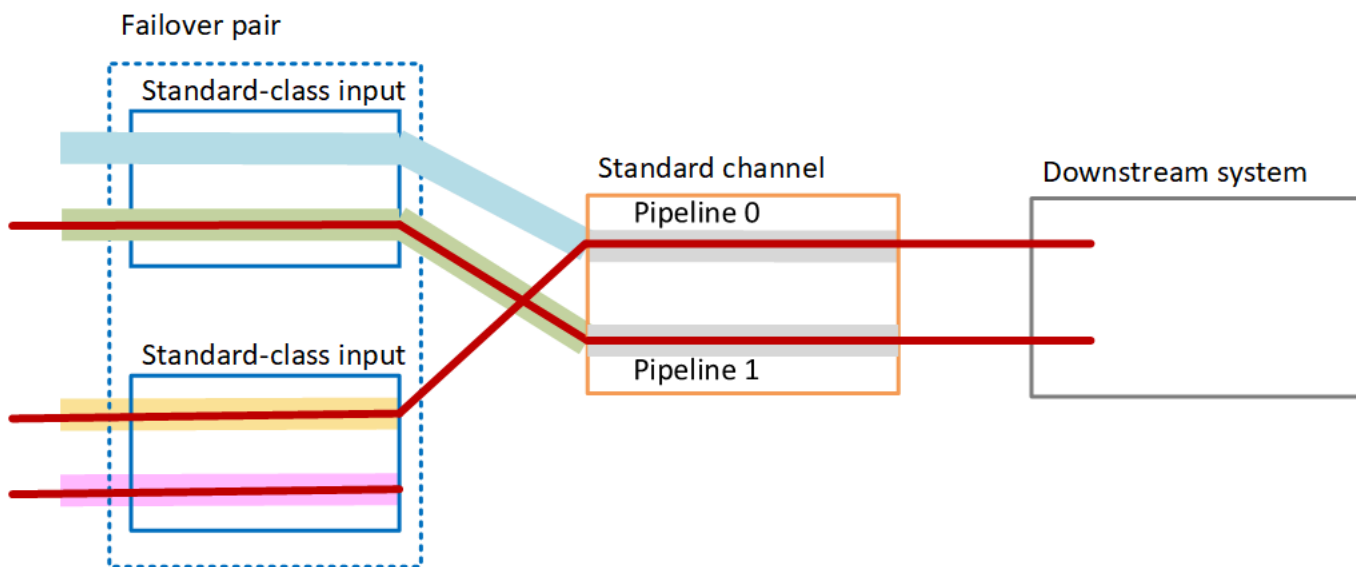 Failover pair
Standard-class input
Standard channel
Downstream system
Pipeline 0
Standard-class input
Pipeline 1